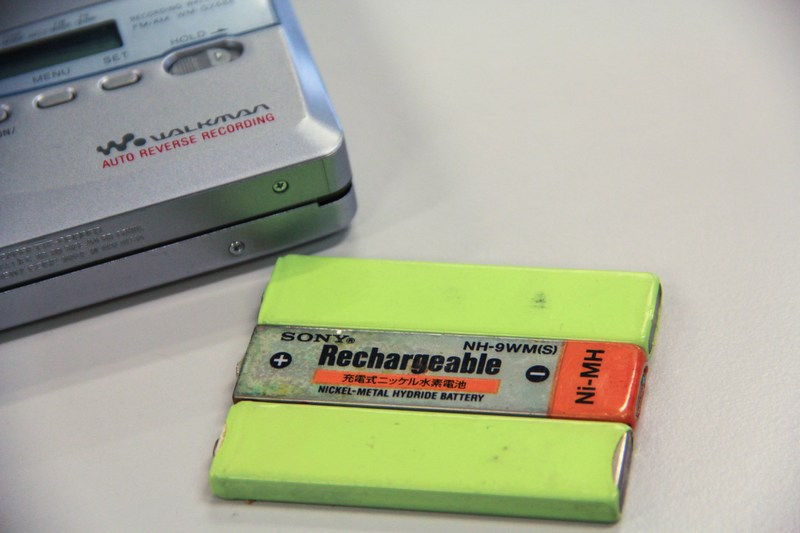 HOLD
MENU
SET
WALKMAN
AUTO REVERSE RECORDING
SONY®
NH-9WM(S)
Rechargeable
充電式ニッケル水素電池
NICKEL-METAL HYDRIDE BATTERY
Ni-MH